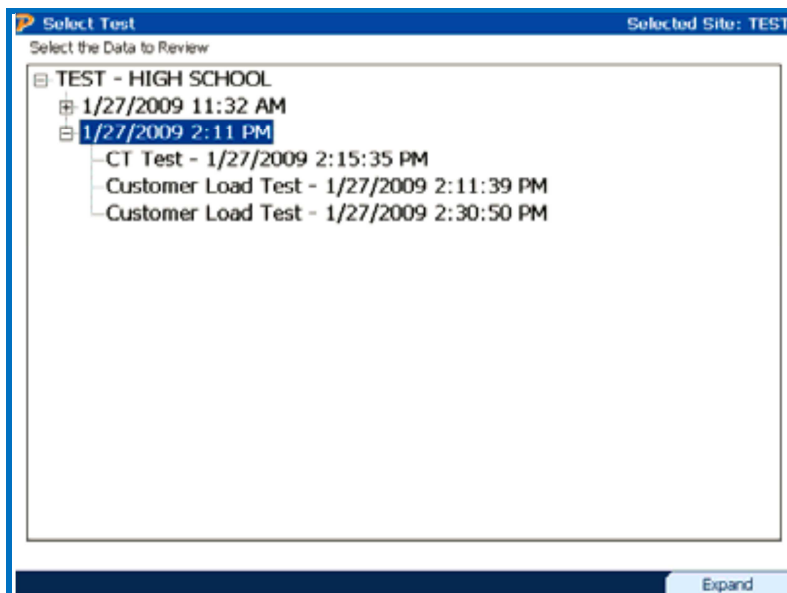 Select Test Selected Site: TEST
Select the Data to Review
TEST - HIGH SCHOOL
1/27/2009 11:32 AM
1/27/2009 2:11 PM
CT Test - 1/27/2009 2:15:35 PM
Customer Load Test - 1/27/2009 2:11:39 PM
Customer Load Test - 1/27/2009 2:30:50 PM
Expand